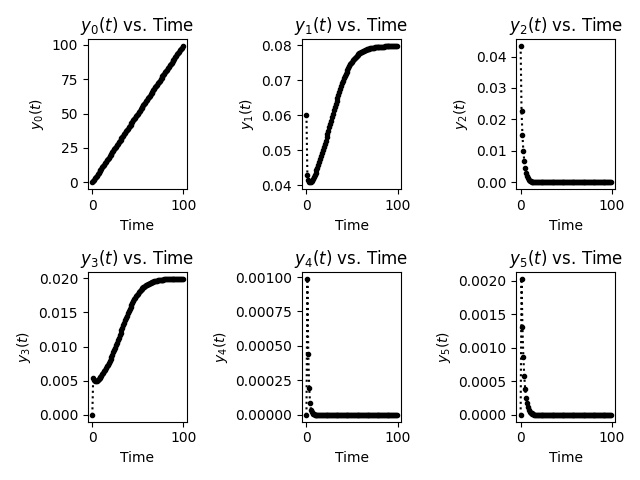 y₀(t) vs. Time
y₁(t) vs. Time
y₂(t) vs. Time
100
75
50
25
0
y₀(t)
0
100
Time
0.08
0.07
0.06
0.05
0.04
y₁(t)
0
100
Time
0.04
0.03
0.02
0.01
0.00
y₂(t)
0
100
Time
y₃(t) vs. Time
y₄(t) vs. Time
y₅(t) vs. Time
0.020
0.015
0.010
0.005
0.000
y₃(t)
0
100
Time
0.00100
0.00075
0.00050
0.00025
0.00000
y₄(t)
0
100
Time
0.0020
0.0015
0.0010
0.0005
0.0000
y₅(t)
0
100
Time